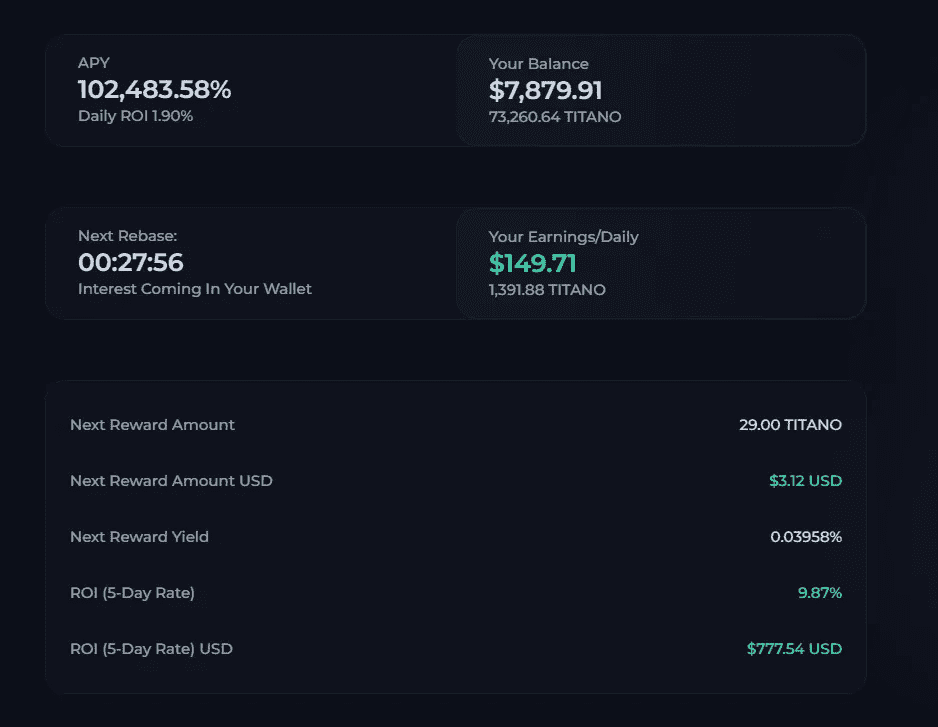 APY
102,483.58%
Daily ROI 1.90%
Your Balance
$7,879.91
73,260.64 TITANO
Next Rebase:
00:27:56
Interest Coming In Your Wallet
Your Earnings/Daily
$149.71
1,391.88 TITANO
Next Reward Amount 29.00 TITANO
Next Reward Amount USD $3.12 USD
Next Reward Yield 0.03958%
ROI (5-Day Rate) 9.87%
ROI (5-Day Rate) USD $777.54 USD